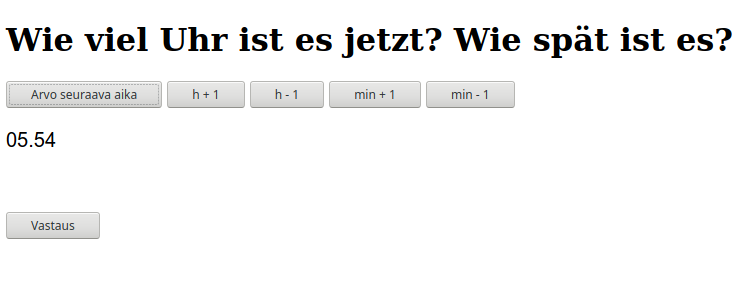 Wie viel Uhr ist es jetzt? Wie spät ist es?
Arvo seuraava aika h + 1 h - 1 min + 1 min - 1
05.54
Vastaus